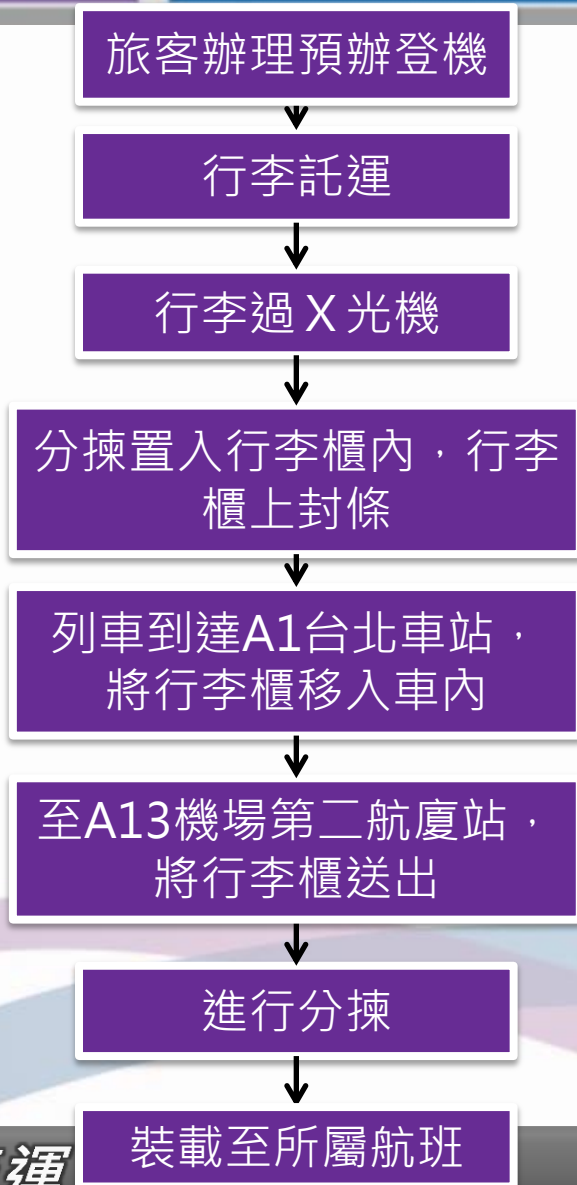 旅客辦理預辦登機
行李託運
行李過X光機
分揀置入行李櫃內，行李
櫃上封條
列車到達A1台北車站，
將行李櫃移入車內
至A13機場第二航廈站，
將行李櫃送出
進行分揀
裝載至所屬航班
運